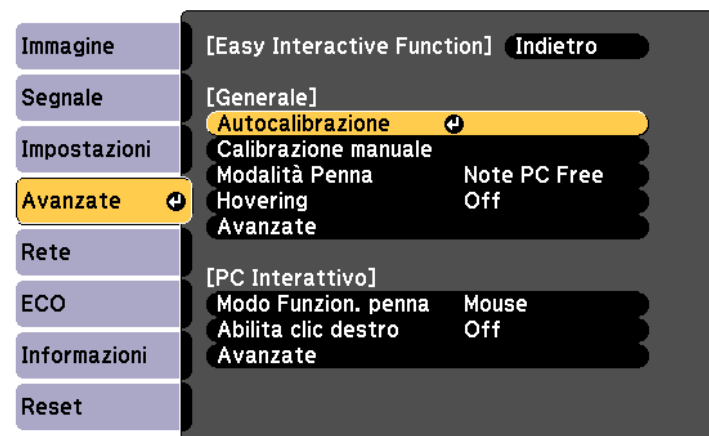 Immagine
Segnale
Impostazioni
Avanzate
Rete
ECO
Informazioni
Reset
[Easy Interactive Function] Indietro
[Generale]
Autocalibrazione
Calibrazione manuale
Modalità Penna Note PC Free
Hovering Off
Avanzate
[PC Interattivo]
Modo Funzion. penna Mouse
Abilita clic destro Off
Avanzate